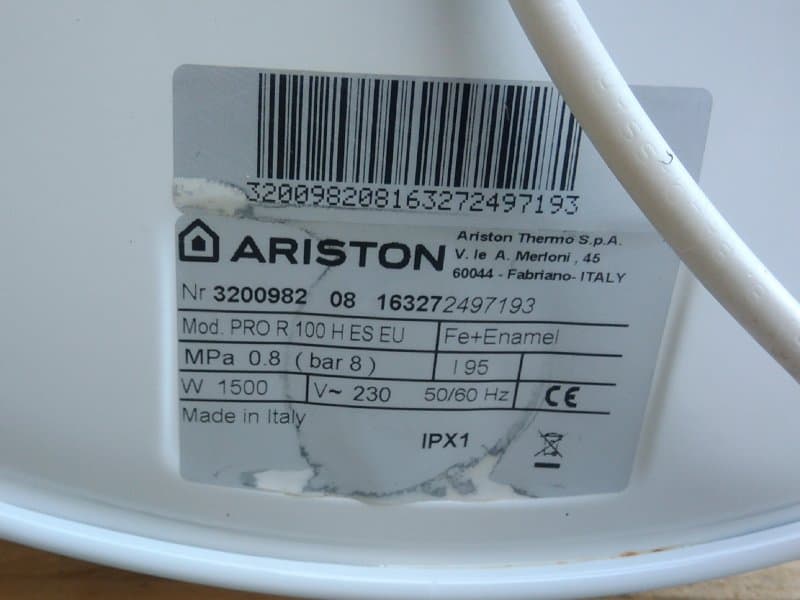 320098208163272497193
ARISTON
Ariston Thermo S.p.A.
V. le A. Merloni , 45
60044 - Fabriano- ITALY
Nr 3200982 08 163272497193
Mod. PRO R 100 H ES EU Fe+Enamel
MPa 0.8 ( bar 8 ) l 95
W 1500 V~ 230 50/60 Hz CE
Made in Italy
IPX1